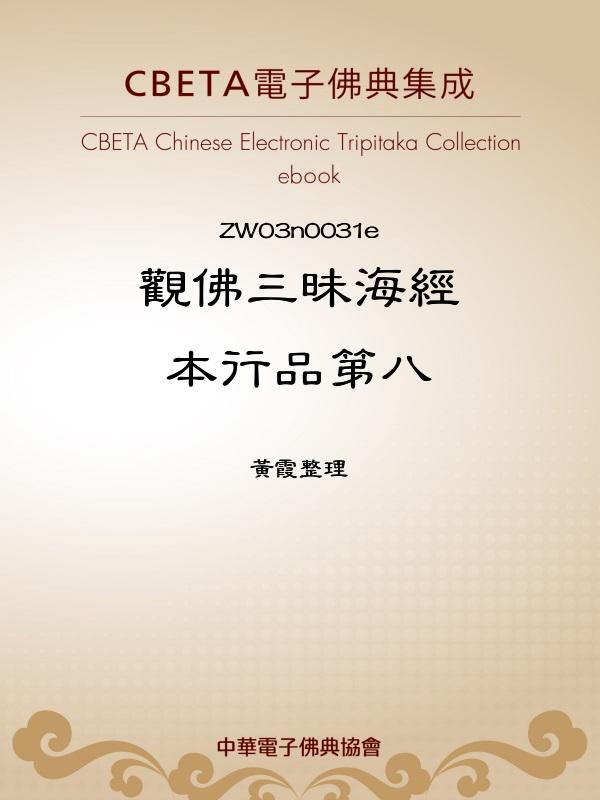 CBETA電子佛典集成
CBETA Chinese Electronic Tripitaka Collection
ebook
ZW03n0031e
觀佛三昧海經
本行品第八
黃霞整理
中華電子佛典協會